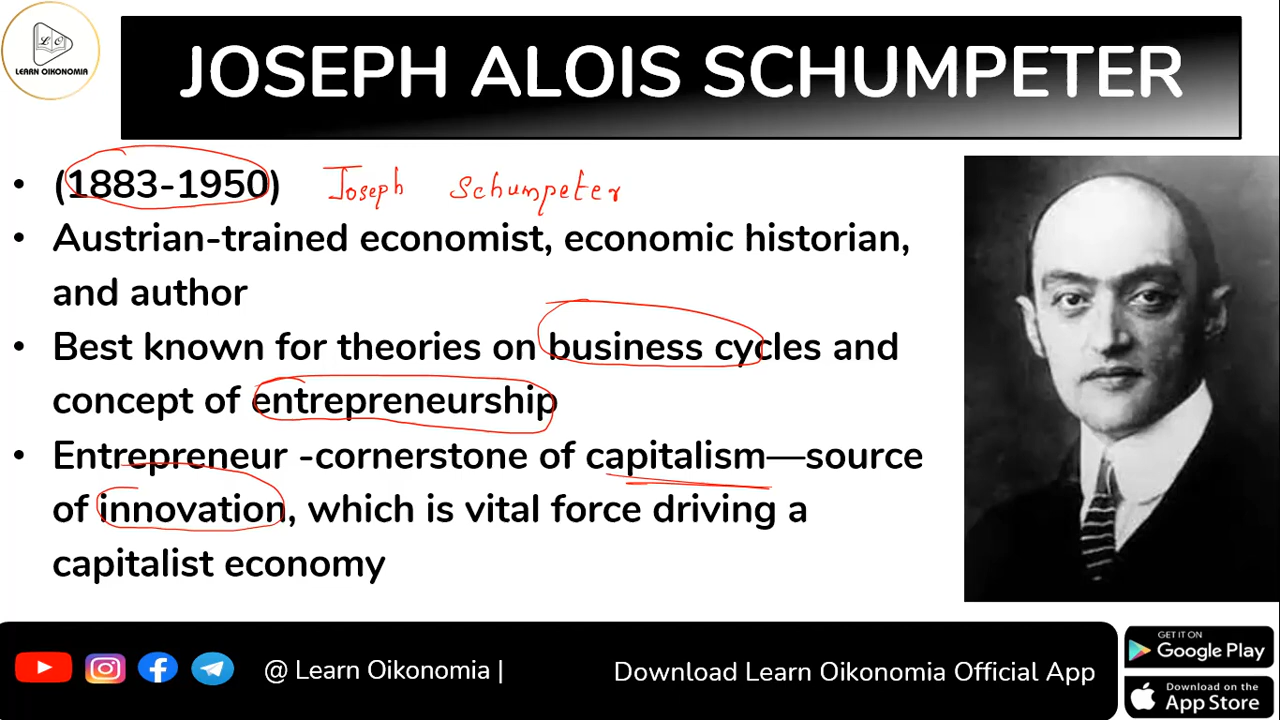 LO
LEARN OIKONOMIA
JOSEPH ALOIS SCHUMPETER
• (1883-1950) Joseph Schumpeter
• Austrian-trained economist, economic historian,
and author
• Best known for theories on business cycles and
concept of entrepreneurship
• Entrepreneur -cornerstone of capitalism—source
of innovation, which is vital force driving a
capitalist economy
@ Learn Oikonomia |
Download Learn Oikonomia Official App
GET IT ON
Google Play
Download on the
App Store